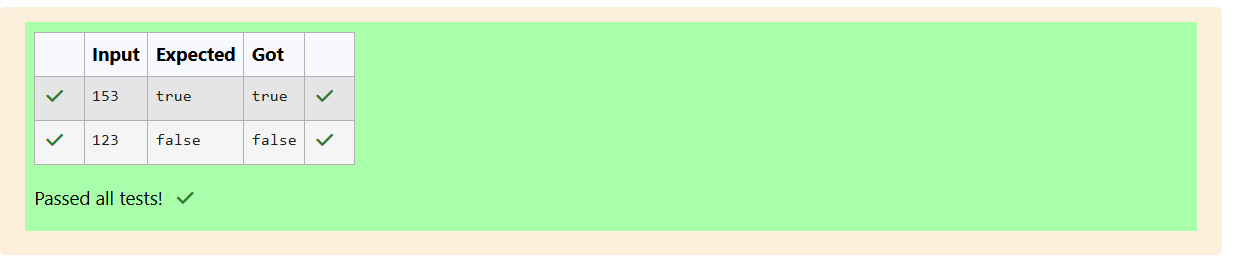 Input Expected Got
153 true true
123 false false
Passed all tests!